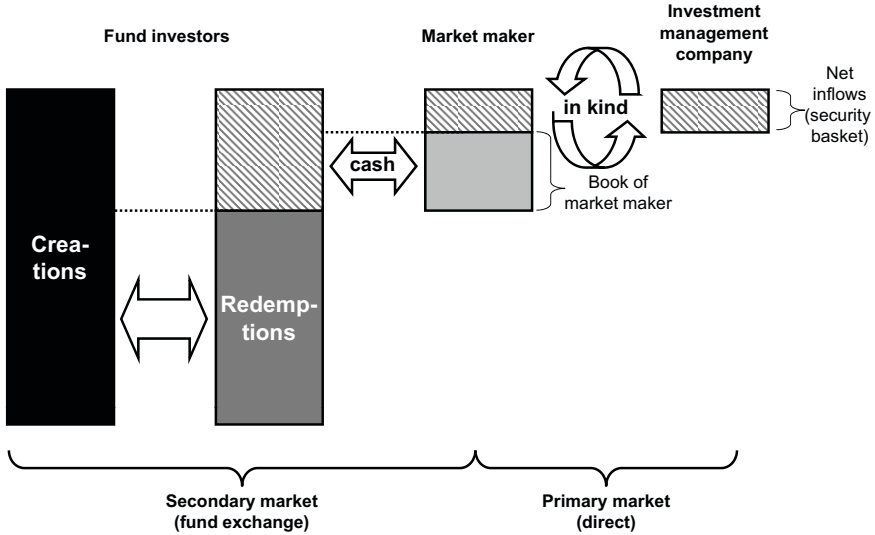 Fund investors
Market maker
Investment
management
company
Net
inflows
(security
basket)
in kind
cash
Book of
market maker
Crea-
tions
Redemp-
tions
Secondary market
(fund exchange)
Primary market
(direct)